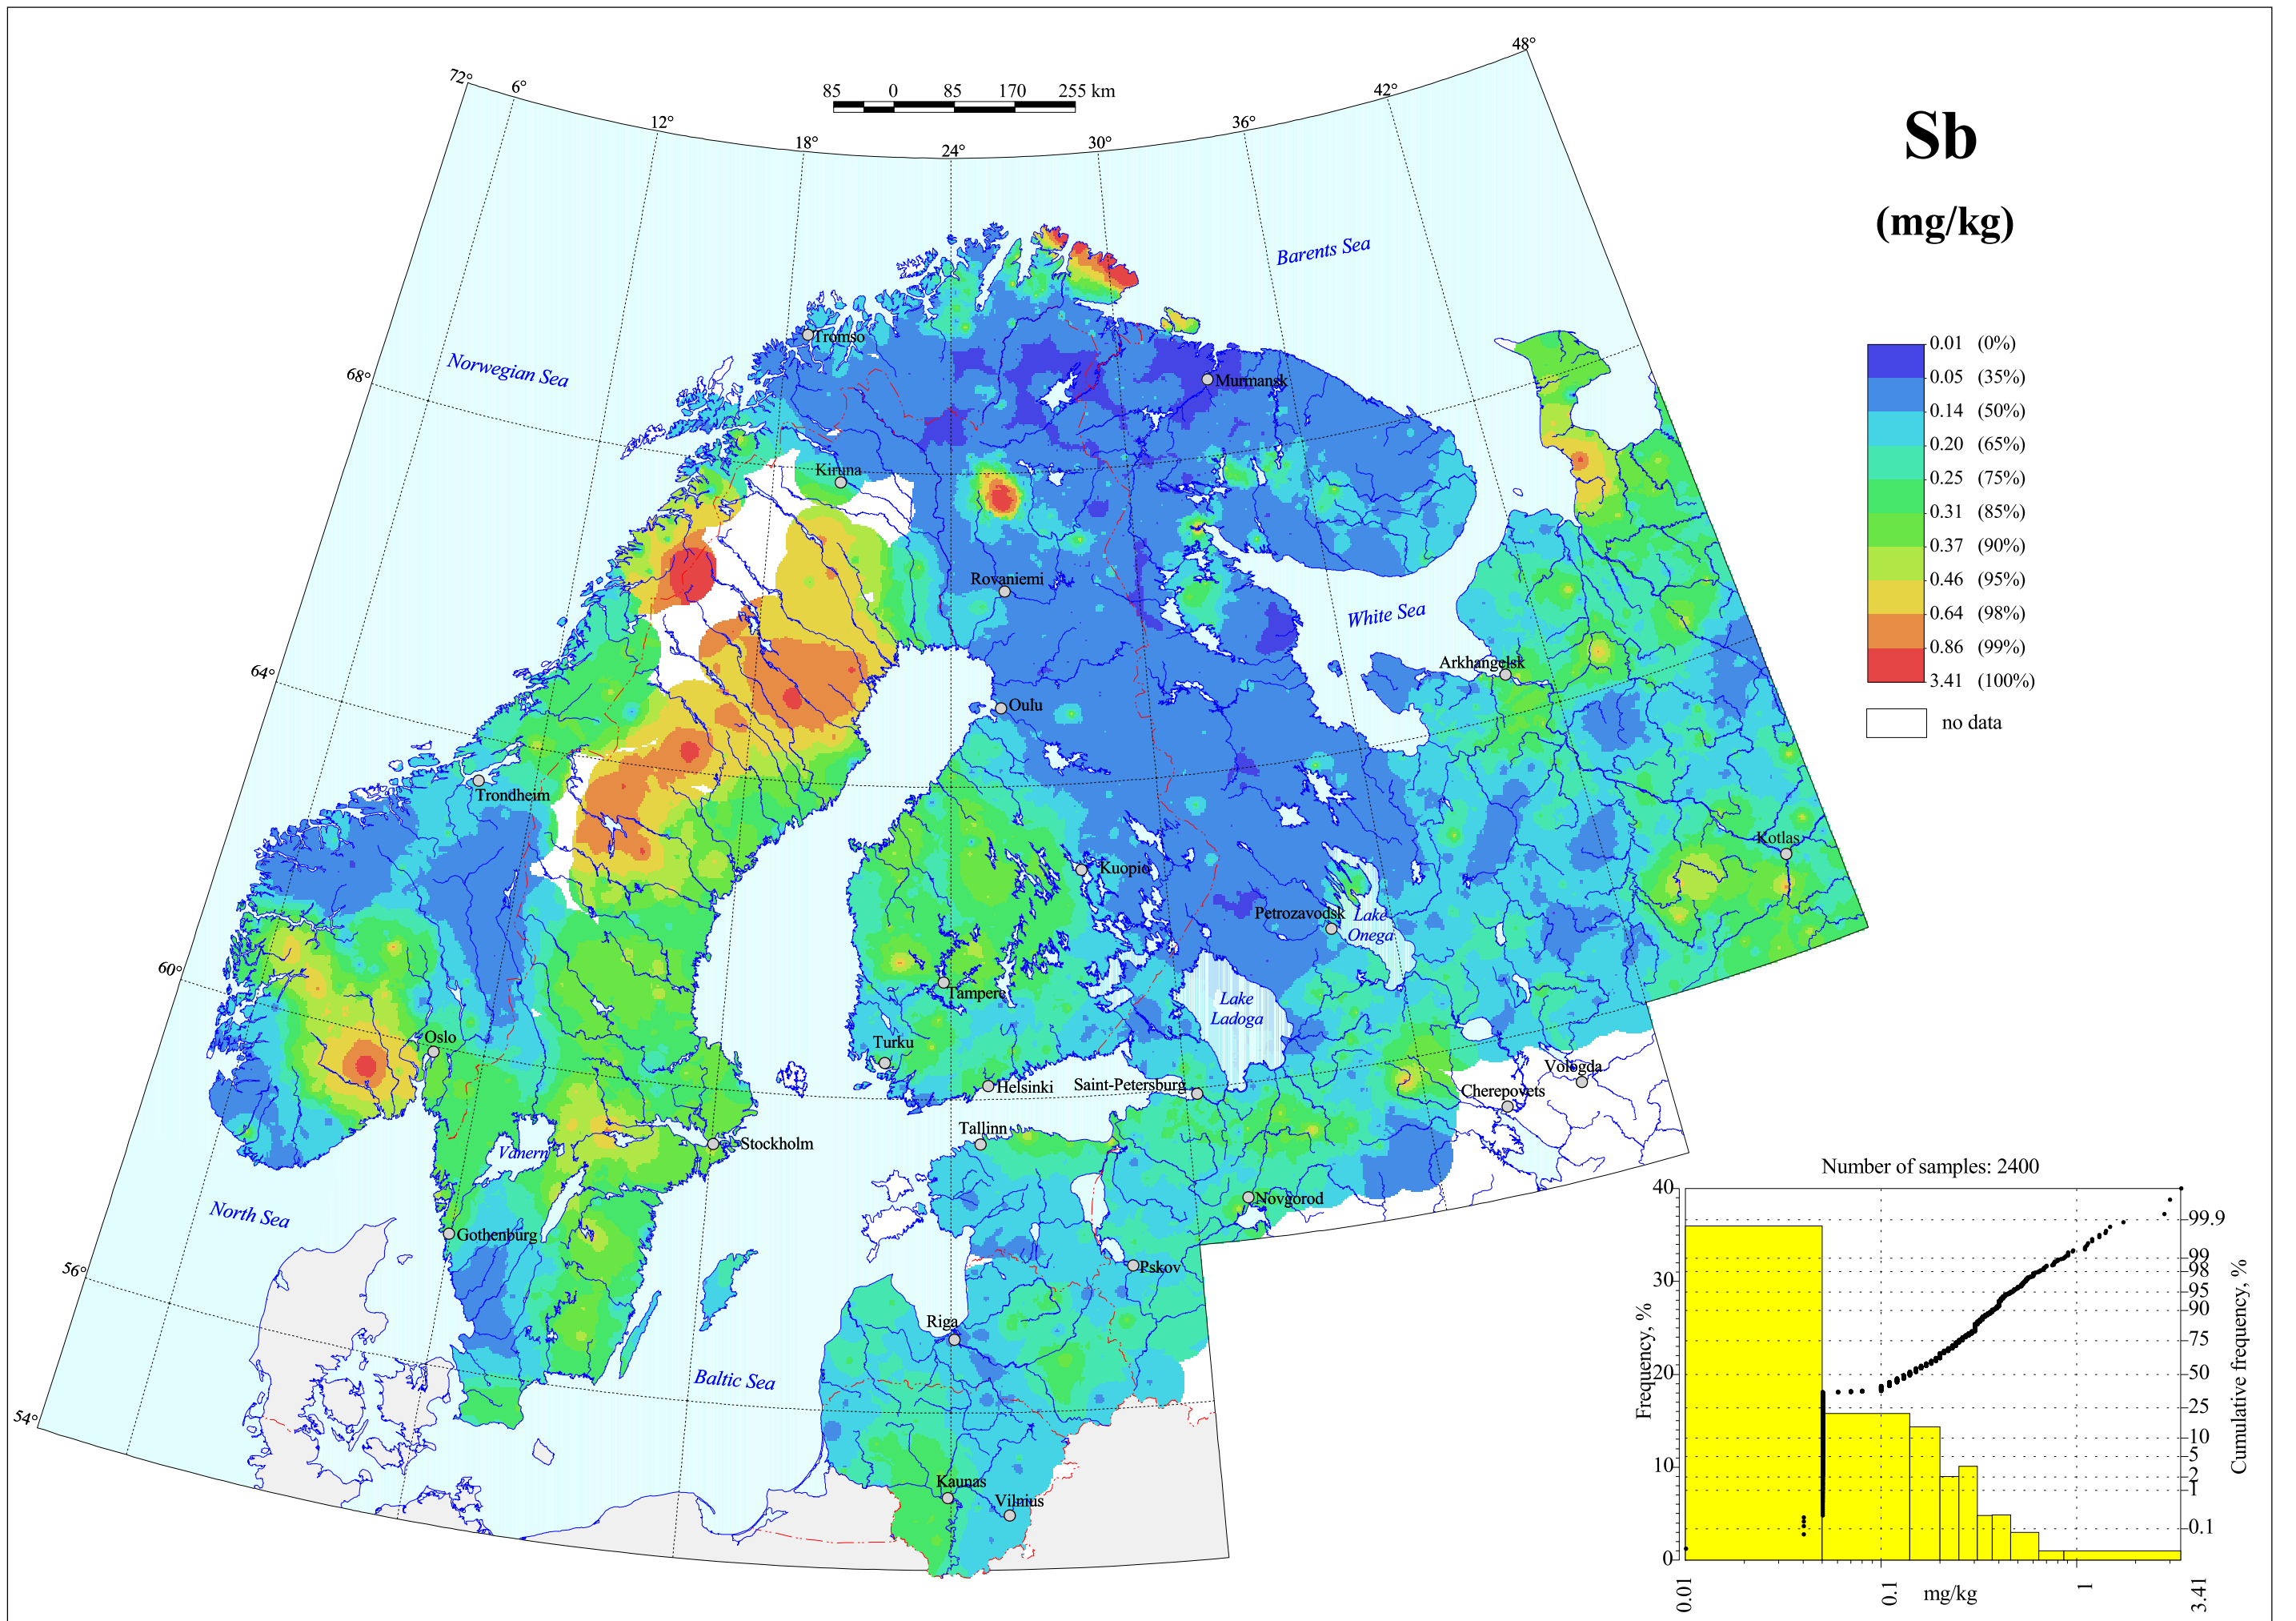 Sb
(mg/kg)
85 0 85 170 255 km
72°
6°
12°
18°
24°
30°
36°
42°
48°
68°
64°
60°
56°
54°
Barents Sea
Norwegian Sea
Tromso
Murmansk
Kiruna
Rovaniemi
White Sea
Arkhangelsk
Oulu
Trondheim
Kotlas
Kuopio
Petrozavodsk
Lake
Onega
Tampere
Lake
Ladoga
Oslo
Turku
Helsinki
Saint-Petersburg
Vologda
Cherepovets
Tallinn
Stockholm
Vanern
Novgorod
North Sea
Gothenburg
Pskov
Riga
Baltic Sea
Kaunas
Vilnius
0.01 (0%)
0.05 (35%)
0.14 (50%)
0.20 (65%)
0.25 (75%)
0.31 (85%)
0.37 (90%)
0.46 (95%)
0.64 (98%)
0.86 (99%)
3.41 (100%)
no data
Number of samples: 2400
Frequency, %
40
30
20
10
0
Cumulative frequency, %
99.9
99
98
95
90
75
50
25
10
5
2
1
0.1
0.01
0.1
1
3.41
mg/kg